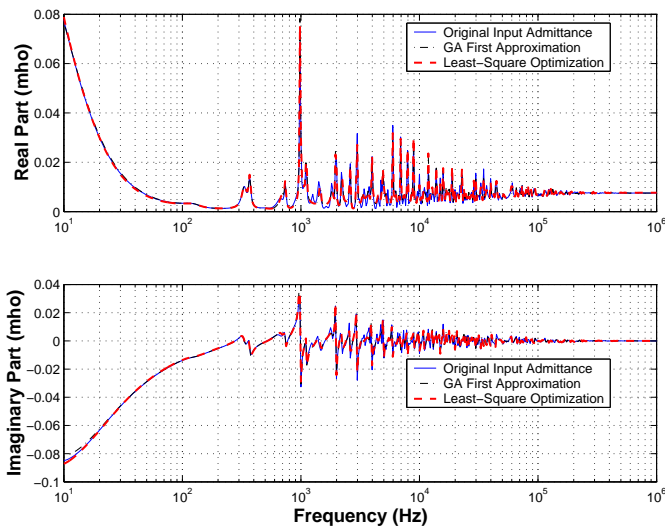 0.08
0.06
0.04
0.02
0
Real Part (mho)
Original Input Admittance
GA First Approximation
Least−Square Optimization
10^1
10^2
10^3
10^4
10^5
10^6
0.04
0.02
0
−0.02
−0.04
−0.06
−0.08
−0.1
Imaginary Part (mho)
Original Input Admittance
GA First Approximation
Least−Square Optimization
10^1
10^2
10^3
10^4
10^5
10^6
Frequency (Hz)